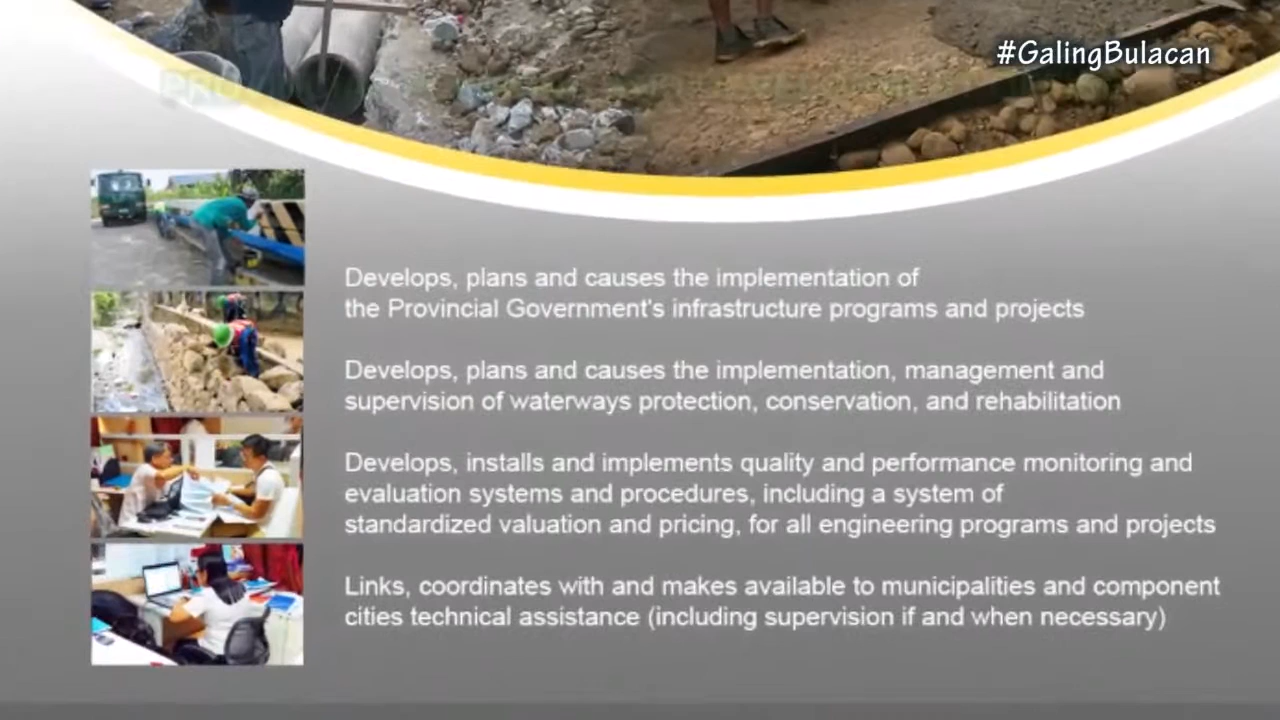 #GalingBulacan
Develops, plans and causes the implementation of
the Provincial Government's infrastructure programs and projects
Develops, plans and causes the implementation, management and
supervision of waterways protection, conservation, and rehabilitation
Develops, installs and implements quality and performance monitoring and
evaluation systems and procedures, including a system of
standardized valuation and pricing, for all engineering programs and projects
Links, coordinates with and makes available to municipalities and component
cities technical assistance (including supervision if and when necessary)